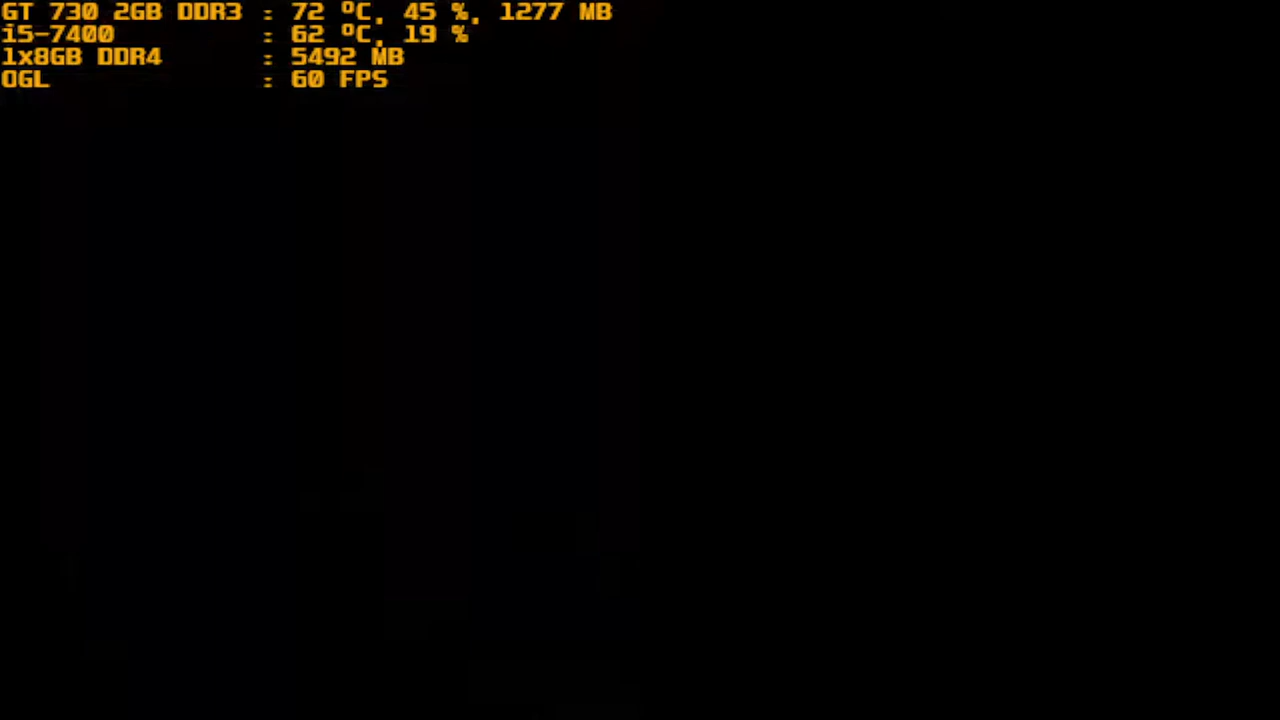 GT 730 2GB DDR3 : 72 ºC, 45 %, 1277 MB
i5-7400 : 62 ºC, 19 %
1x8GB DDR4 : 5492 MB
OGL : 60 FPS